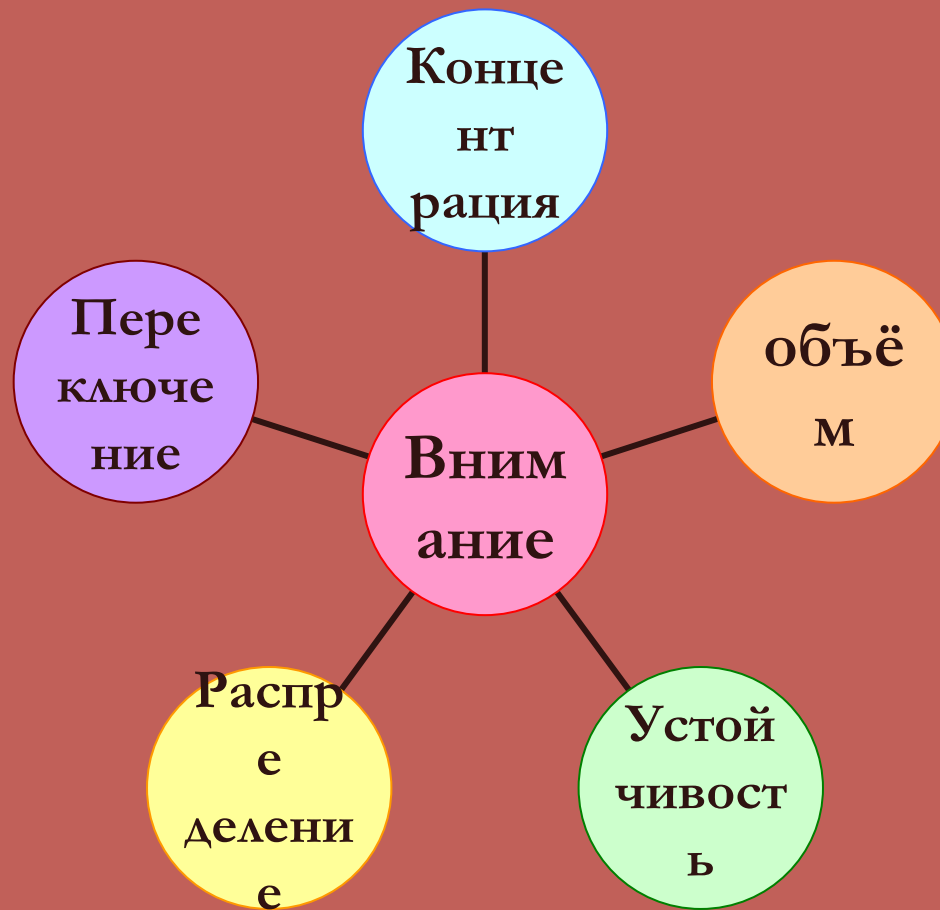 Конце
нт
рация
Пере
ключе
ние
объё
м
Вним
ание
Распр
е
делени
е
Устой
чивост
ь